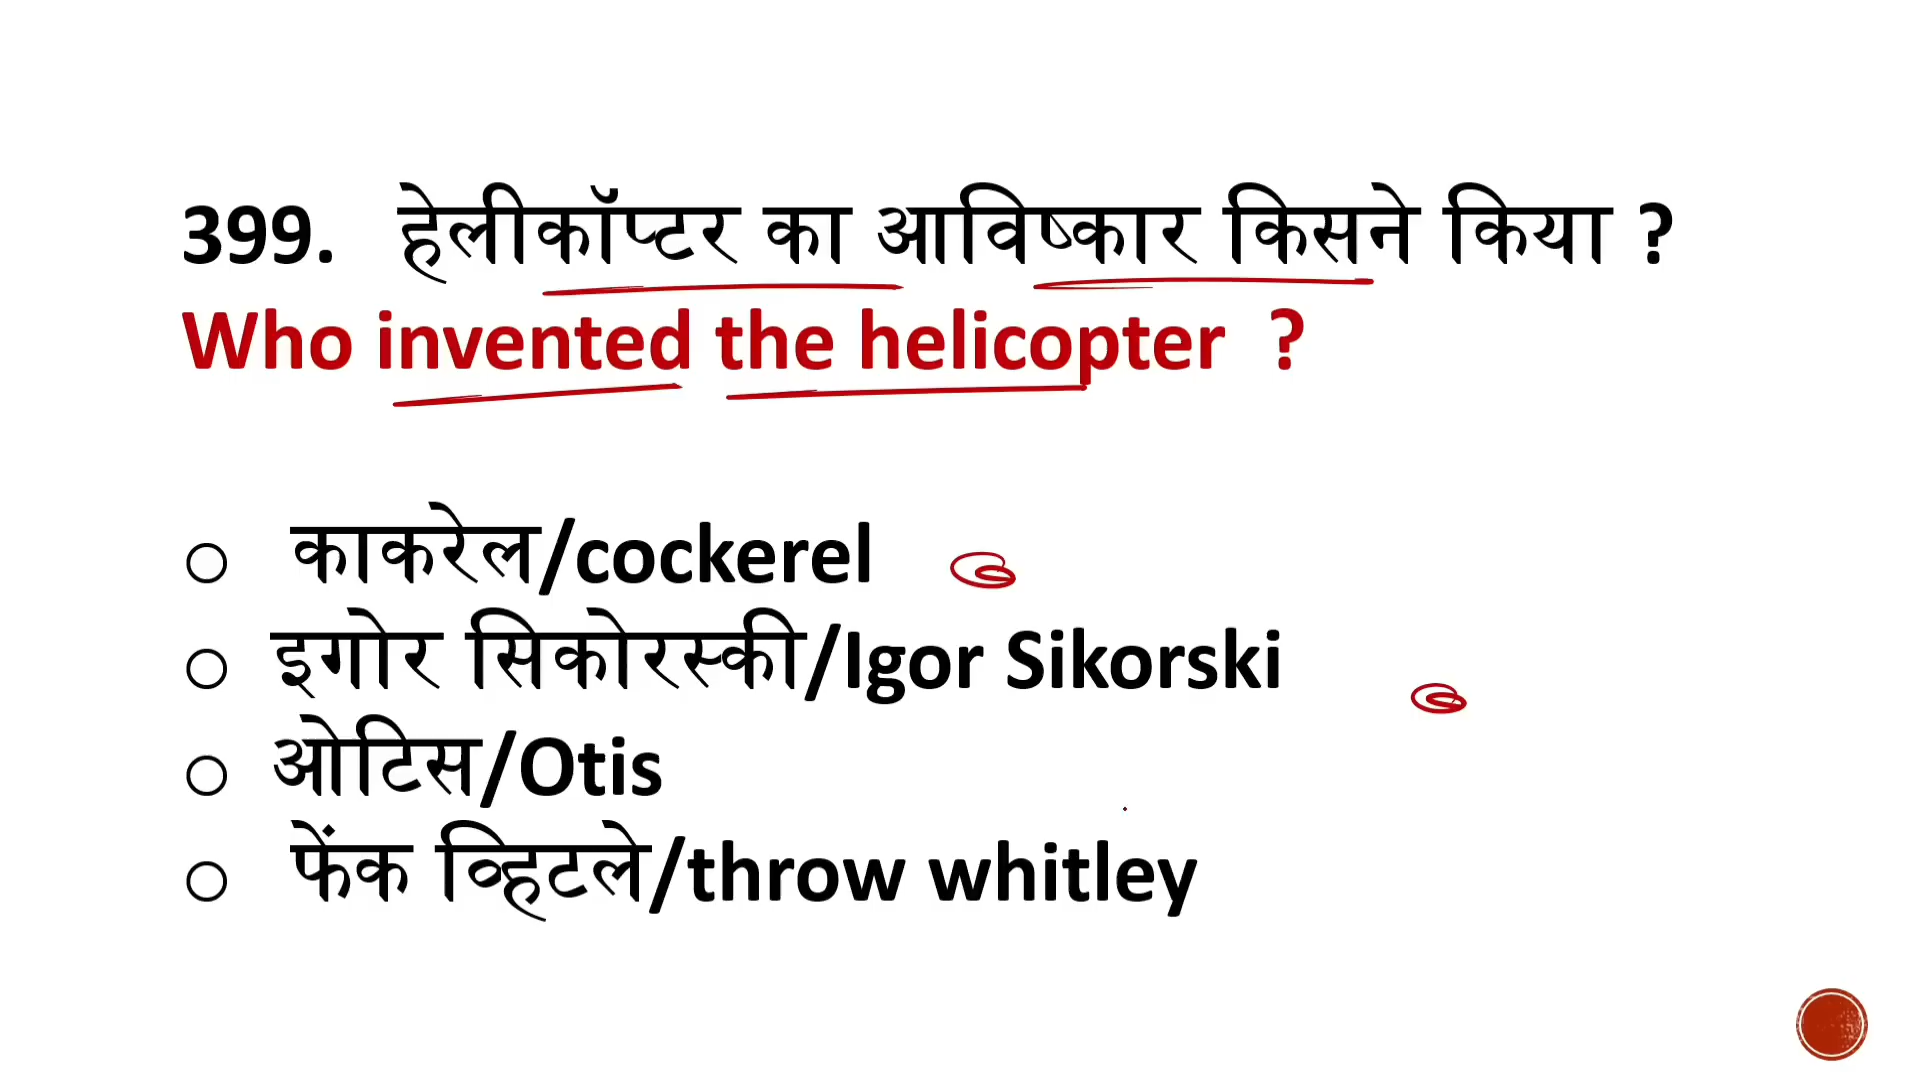 399. हेलीकॉप्टर का आविष्कार किसने किया ?
Who invented the helicopter ?
काकरेल/cockerel
इगोर सिकोरस्की/Igor Sikorski
ओटिस/Otis
फेंक व्हिटले/throw whitley